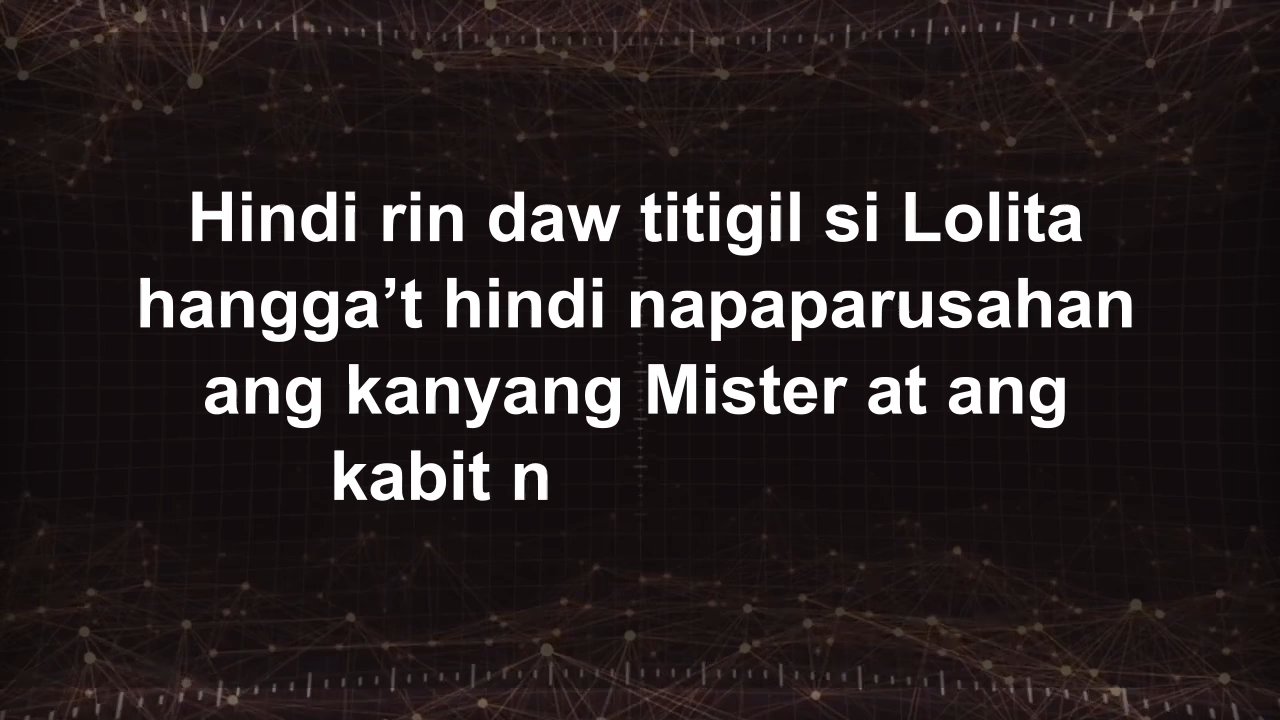 Hindi rin daw titigil si Lolita
hangga’t hindi napaparusahan
ang kanyang Mister at ang
kabit n